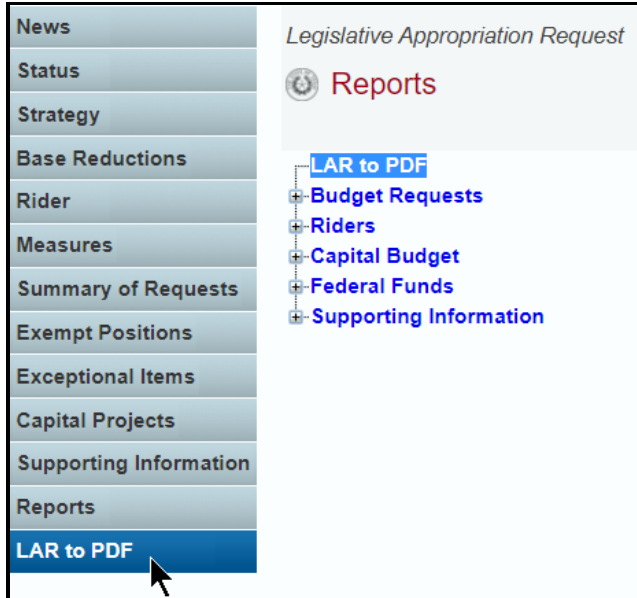 News
Status
Strategy
Base Reductions
Rider
Measures
Summary of Requests
Exempt Positions
Exceptional Items
Capital Projects
Supporting Information
Reports
LAR to PDF
Legislative Appropriation Request
Reports
LAR to PDF
Budget Requests
Riders
Capital Budget
Federal Funds
Supporting Information